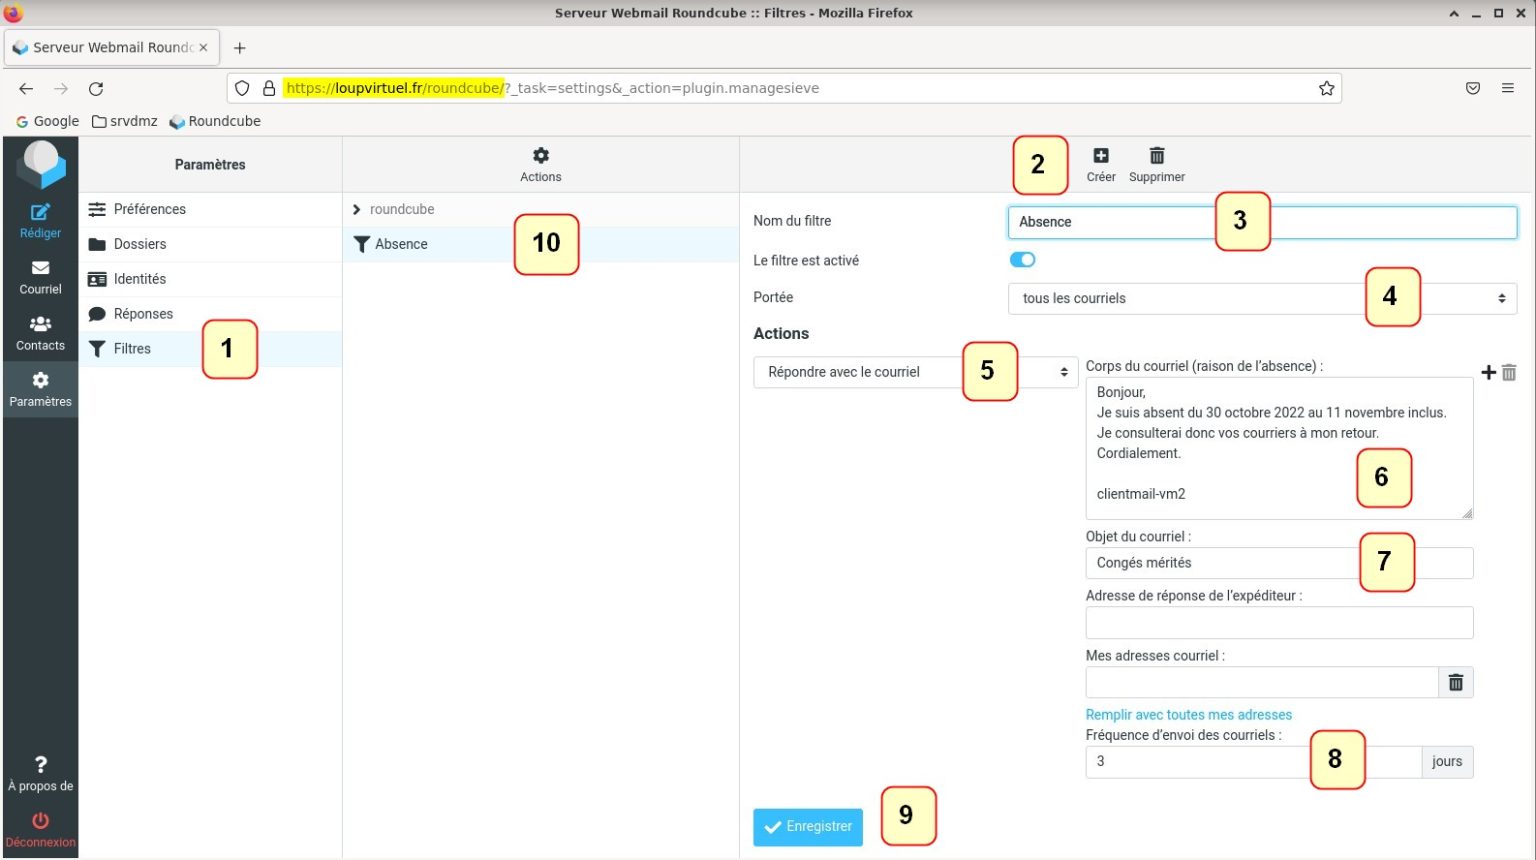 Serveur Webmail Roundcube :: Filtres - Mozilla Firefox
Serveur Webmail Roundc
https://loupvirtuel.fr/roundcube/?_task=settings&_action=plugin.managesieve
Google srvdmz Roundcube
Rédiger
Courriel
Contacts
Paramètres
À propos de
Déconnexion
Paramètres
Préférences
Dossiers
Identités
Réponses
Filtres 1
Actions
roundcube
Absence 10
2 Créer Supprimer
Nom du filtre Absence 3
Le filtre est activé
Portée tous les courriels 4
Actions
Répondre avec le courriel 5
Corps du courriel (raison de l’absence) :
Bonjour,
Je suis absent du 30 octobre 2022 au 11 novembre inclus.
Je consulterai donc vos courriers à mon retour.
Cordialement.
6
clientmail-vm2
Objet du courriel :
Congés mérités 7
Adresse de réponse de l’expéditeur :
Mes adresses courriel :
Remplir avec toutes mes adresses
Fréquence d’envoi des courriels :
3 8 jours
Enregistrer 9